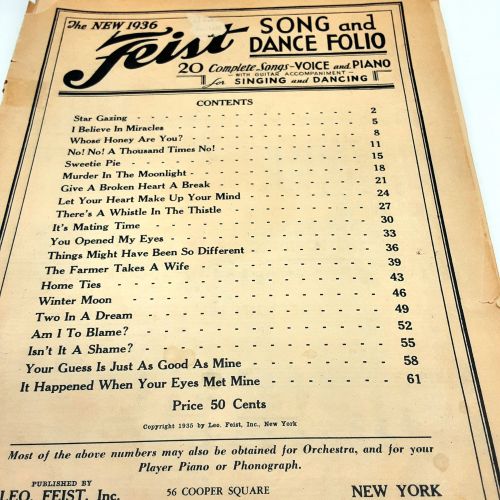 The NEW 1936
Feist SONG and
DANCE FOLIO
20 Complete Songs-VOICE and PIANO
-WITH GUITAR ACCOMPANIMENT-
for SINGING and DANCING
CONTENTS
Star Gazing - - - - - - - - - - 2
I Believe In Miracles - - - - - - - - - - 5
Whose Honey Are You? - - - - - - - - - - 8
No! No! A Thousand Times No! - - - - - - - - 11
Sweetie Pie - - - - - - - - - - 15
Murder In The Moonlight - - - - - - - - - - 18
Give A Broken Heart A Break - - - - - - - - 21
Let Your Heart Make Up Your Mind - - - - - - - 24
There's A Whistle In The Thistle - - - - - - - - 27
It's Mating Time - - - - - - - - - - 30
You Opened My Eyes - - - - - - - - - - 33
Things Might Have Been So Different - - - - - - - 36
The Farmer Takes A Wife - - - - - - - - - 39
Home Ties - - - - - - - - - - 43
Winter Moon - - - - - - - - - - 46
Two In A Dream - - - - - - - - - - 49
Am I To Blame? - - - - - - - - - - 52
Isn't It A Shame? - - - - - - - - - - 55
Your Guess Is Just As Good As Mine - - - - - - - 58
It Happened When Your Eyes Met Mine - - - - - - 61
Price 50 Cents
Copyright 1935 by Leo. Feist, Inc., New York
Most of the above numbers may also be obtained for Orchestra, and for your
Player Piano or Phonograph.
PUBLISHED BY
LEO. FEIST, Inc. 56 COOPER SQUARE NEW YORK